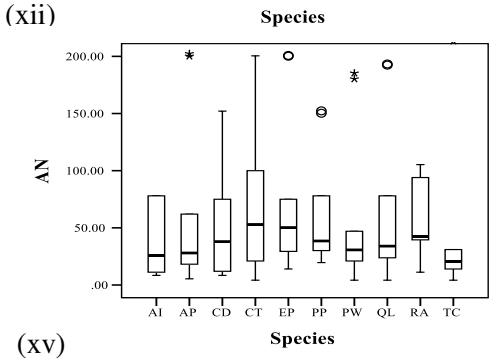 (xii)
Species
200.00
150.00
100.00
50.00
.00
AN
AI AP CD CT EP PP PW QL RA TC
Species
(xv)